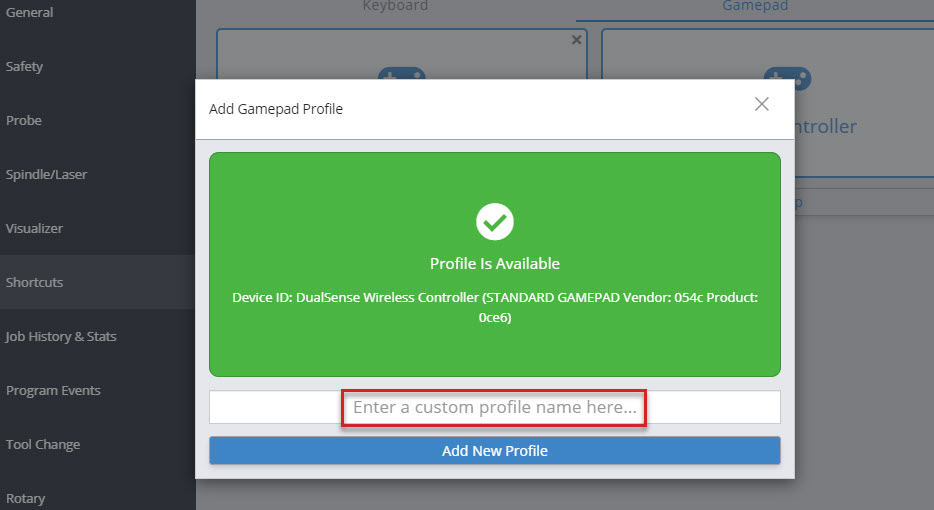 General
Safety
Probe
Spindle/Laser
Visualizer
Shortcuts
Job History & Stats
Program Events
Tool Change
Rotary
Keyboard
Gamepad
Add Gamepad Profile
Profile Is Available
Device ID: DualSense Wireless Controller (STANDARD GAMEPAD Vendor: 054c Product:
0ce6)
Enter a custom profile name here...
Add New Profile
ntroller
p